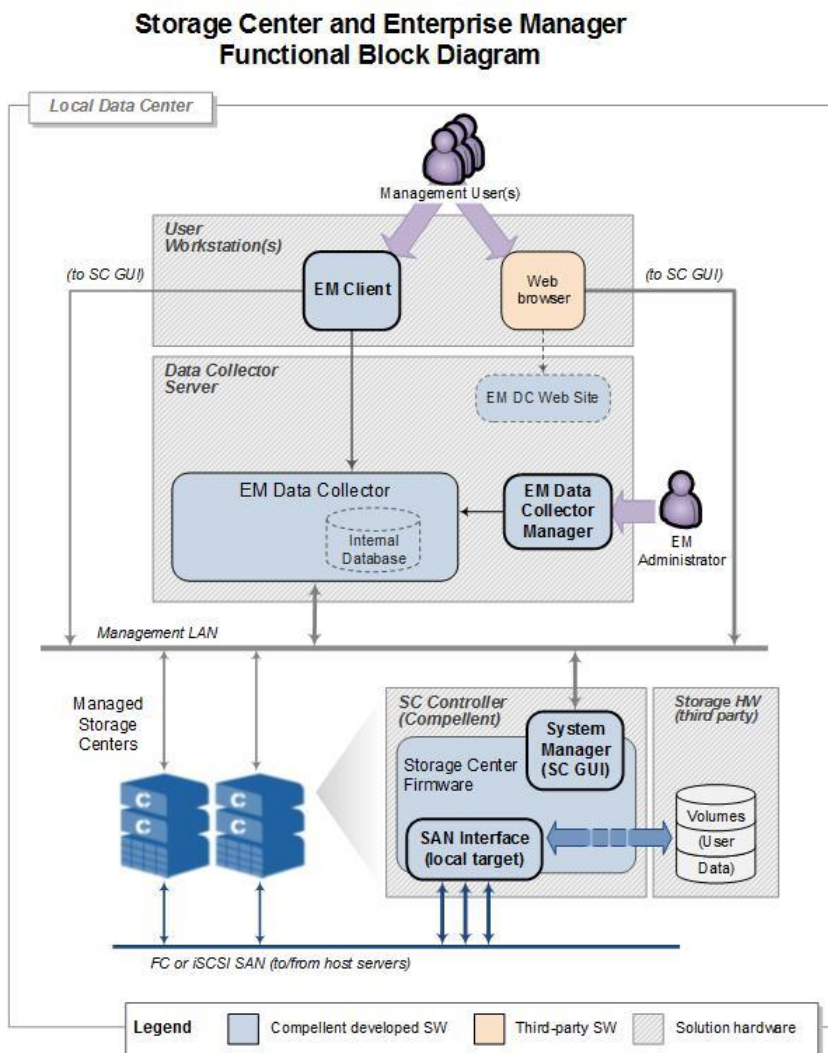 Storage Center and Enterprise Manager
Functional Block Diagram
Local Data Center
Management User(s)
User
Workstation(s)
(to SC GUI)
EM Client
Web
browser
(to SC GUI)
Data Collector
Server
EM DC Web Site
EM Data Collector
Internal
Database
EM Data
Collector
Manager
EM
Administrator
Management LAN
Managed
Storage
Centers
C
C
C
C
SC Controller
(Compellent)
Storage HW
(third party)
System
Manager
(SC GUI)
Storage Center
Firmware
SAN Interface
(local target)
Volumes
(User
Data)
FC or iSCSI SAN (to/from host servers)
Legend
Compellent developed SW
Third-party SW
Solution hardware